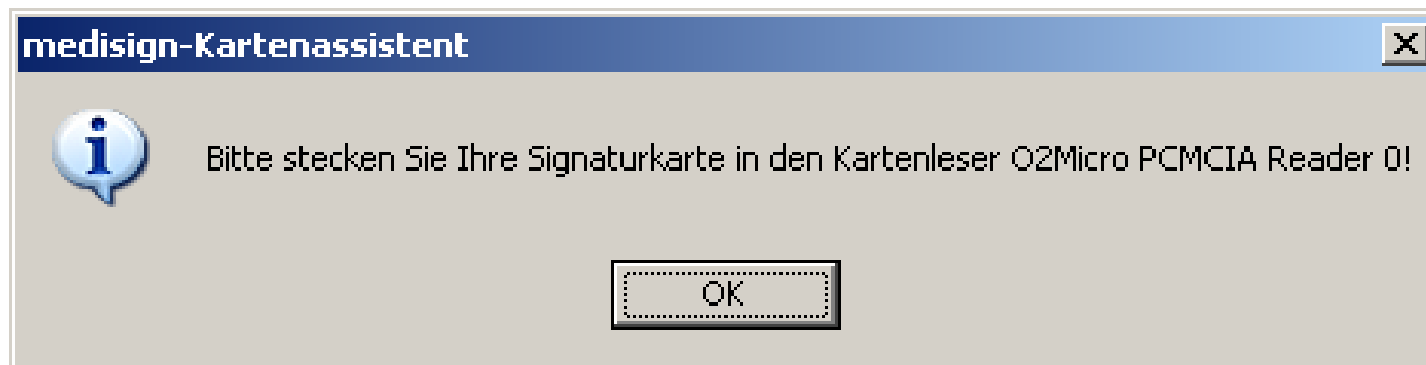 medisign-Kartenassistent
Bitte stecken Sie Ihre Signaturkarte in den Kartenleser O2Micro PCMCIA Reader 0!
OK